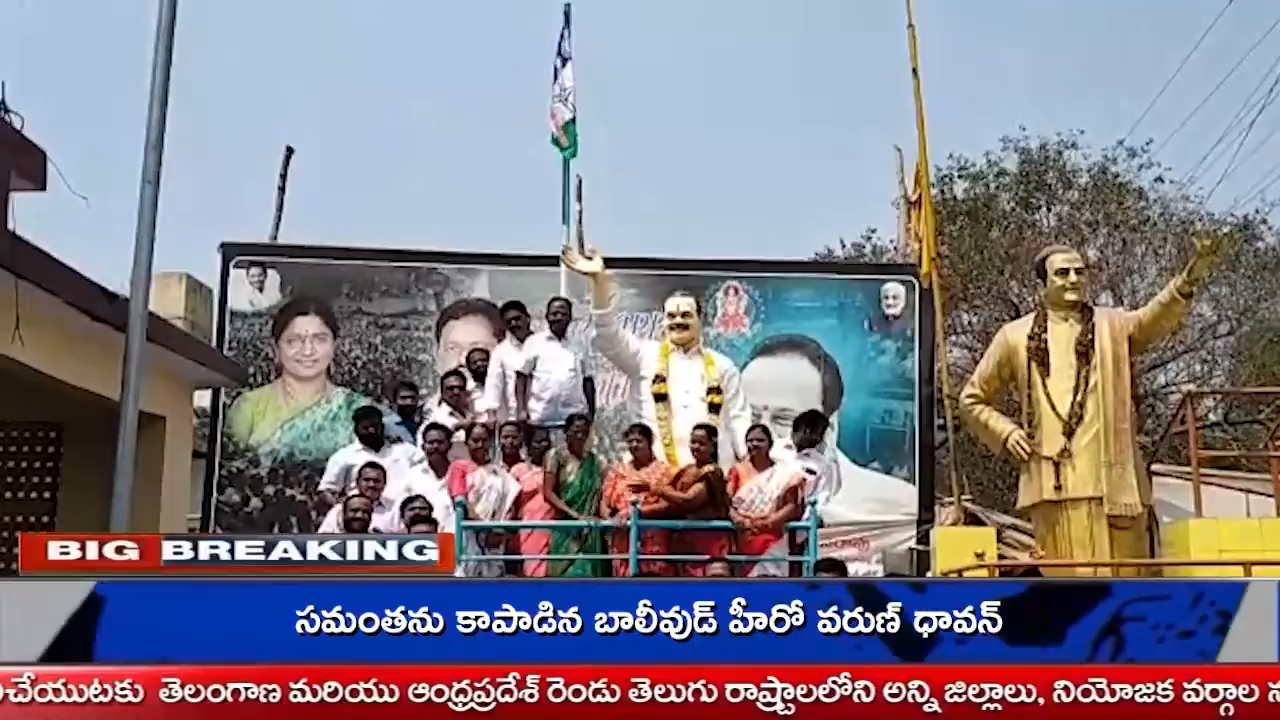 BIG BREAKING
సమంతను కాపాడిన బాలీవుడ్ హీరో వరుణ్ ధావన్
తెలంగాణ మరియు ఆంధ్రప్రదేశ్ రెండు తెలుగు రాష్ట్రాలలోని అన్ని జిల్లాలు, నియోజక వర్గాల